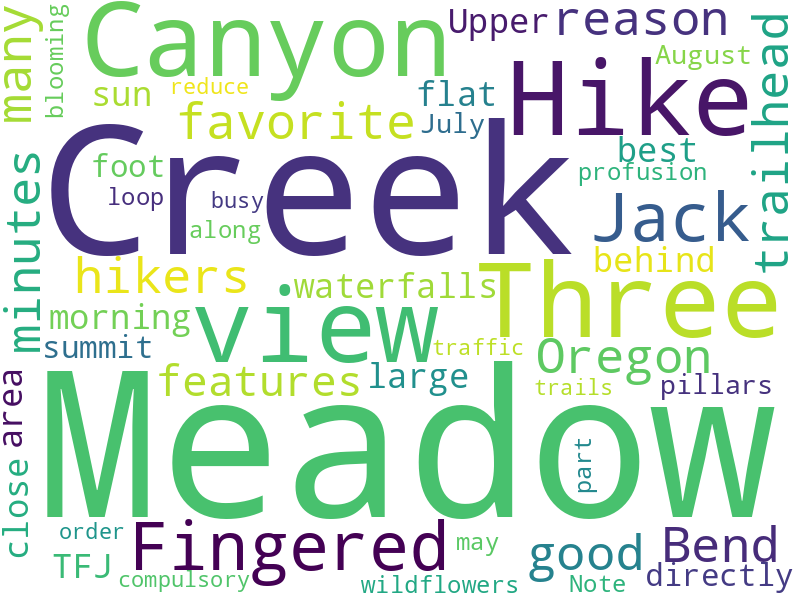 many
blooming
Canyon
Upper
reason
sun
reduce
favorite
flat
July
Hike
August
trailhead
minutes
foot
loop
busy
along
Creek
best
profusion
Jack
hikers
morning
summit
waterfalls
view
behind
Three
traffic
Oregon
features
large
trails
pillars
area
close
Meadow
part
order
TFJ
Fingered
compulsory
may
wildflowers
good
Note
Bend
directly